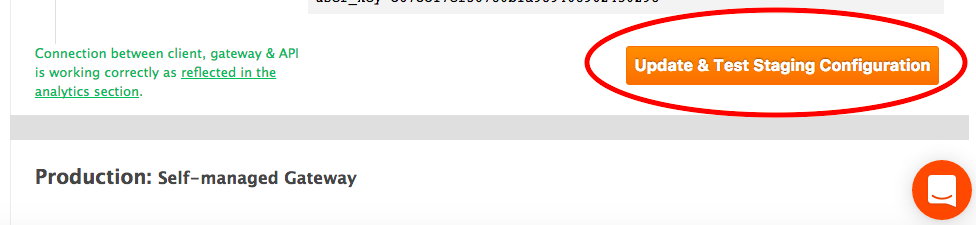 Connection between client, gateway & API
is working correctly as reflected in the
analytics section.
Update & Test Staging Configuration
Production: Self-managed Gateway